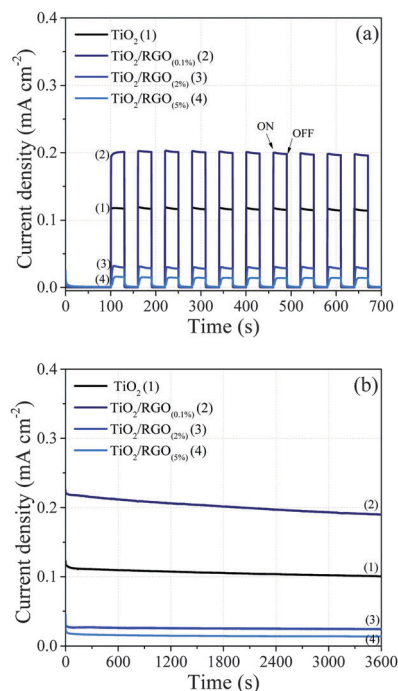 (a)
TiO2 (1)
TiO2/RGO(0.1%) (2)
TiO2/RGO(2%) (3)
TiO2/RGO(5%) (4)
ON
OFF
(2)
(1)
(3)
(4)
0.4
0.3
0.2
0.1
0.0
Current density (mA cm-2)
0 100 200 300 400 500 600 700
Time (s)
(b)
TiO2 (1)
TiO2/RGO(0.1%) (2)
TiO2/RGO(2%) (3)
TiO2/RGO(5%) (4)
(2)
(1)
(3)
(4)
0.4
0.3
0.2
0.1
0.0
Current density (mA cm-2)
0 600 1200 1800 2400 3000 3600
Time (s)